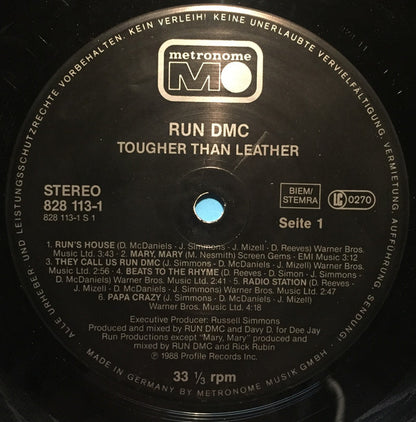 ALLE URHEBER UND LEISTUNGSSCHUTZRECHTE VORBEHALTEN. KEIN VERLEIH! KEINE UNERLAUBTE VERVIELFÄLTIGUNG, VERMIETUNG, AUFFÜHRUNG, SENDUNG!
metronome
M
RUN DMC
TOUGHER THAN LEATHER
STEREO
828 113-1
828 113-1 S 1
BIEM/
STEMRA
LC 0270
Seite 1
1. RUN'S HOUSE (D. McDaniels - J. Simmons - J. Mizell - D. Reeves) Warner Bros.
Music Ltd. 3:43 - 2. MARY, MARY (M. Nesmith) Screen Gems - EMI Music 3:12
3. THEY CALL US RUN DMC (J. Simmons - D. McDaniels - J. Mizell) Warner Bros.
Music Ltd. 2:56 - 4. BEATS TO THE RHYME (D. Reeves - D. Simon - J. Simmons -
D. McDaniels) Warner Bros. Music Ltd. 2:41 - 5. RADIO STATION (D. Reeves -
J. Simmons - D. McDaniels) Warner Bros. Music Ltd. 4:47
6. PAPA CRAZY (J. Simmons - D. McDaniels - J. Mizell)
Warner Bros. Music Ltd. 4:18
Executive Producer: Russell Simmons
Produced and mixed by RUN DMC and Davy D. for Dee Jay
Run Productions except "Mary, Mary" produced and
mixed by RUN DMC and Rick Rubin
Ⓟ 1988 Profile Records Inc.
33 1/3 rpm
MADE IN GERMANY BY METRONOME MUSIK GMBH